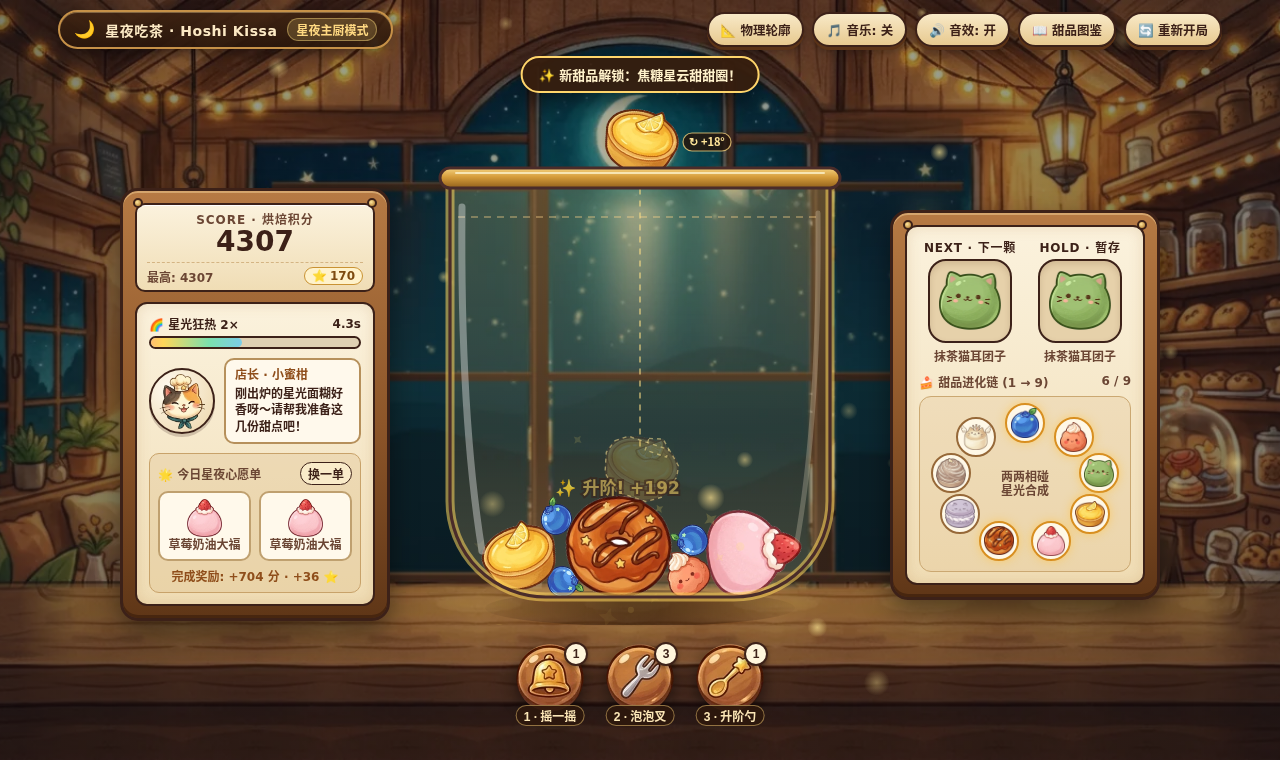 🌙 星夜吃茶 · Hoshi Kissa 星夜主厨模式
📐 物理轮廓
🎵 音乐: 关
🔊 音效: 开
📖 甜品图鉴
🔄 重新开局
✨ 新甜品解锁：焦糖星云甜甜圈！
↻ +18°
SCORE · 烘焙积分
4307
最高: 4307
⭐ 170
🌈 星光狂热 2× 4.3s
店长 · 小蜜柑
刚出炉的星光面糊好
香呀～请帮我准备这
几份甜点吧！
🌟 今日星夜心愿单
换一单
草莓奶油大福
草莓奶油大福
完成奖励: +704 分 · +36 ⭐
✨ 升阶! +192
NEXT · 下一颗
HOLD · 暂存
抹茶猫耳团子
抹茶猫耳团子
🍰 甜品进化链 (1 → 9) 6 / 9
两两相碰
星光合成
1
3
1
1 · 摇一摇
2 · 泡泡叉
3 · 升阶勺